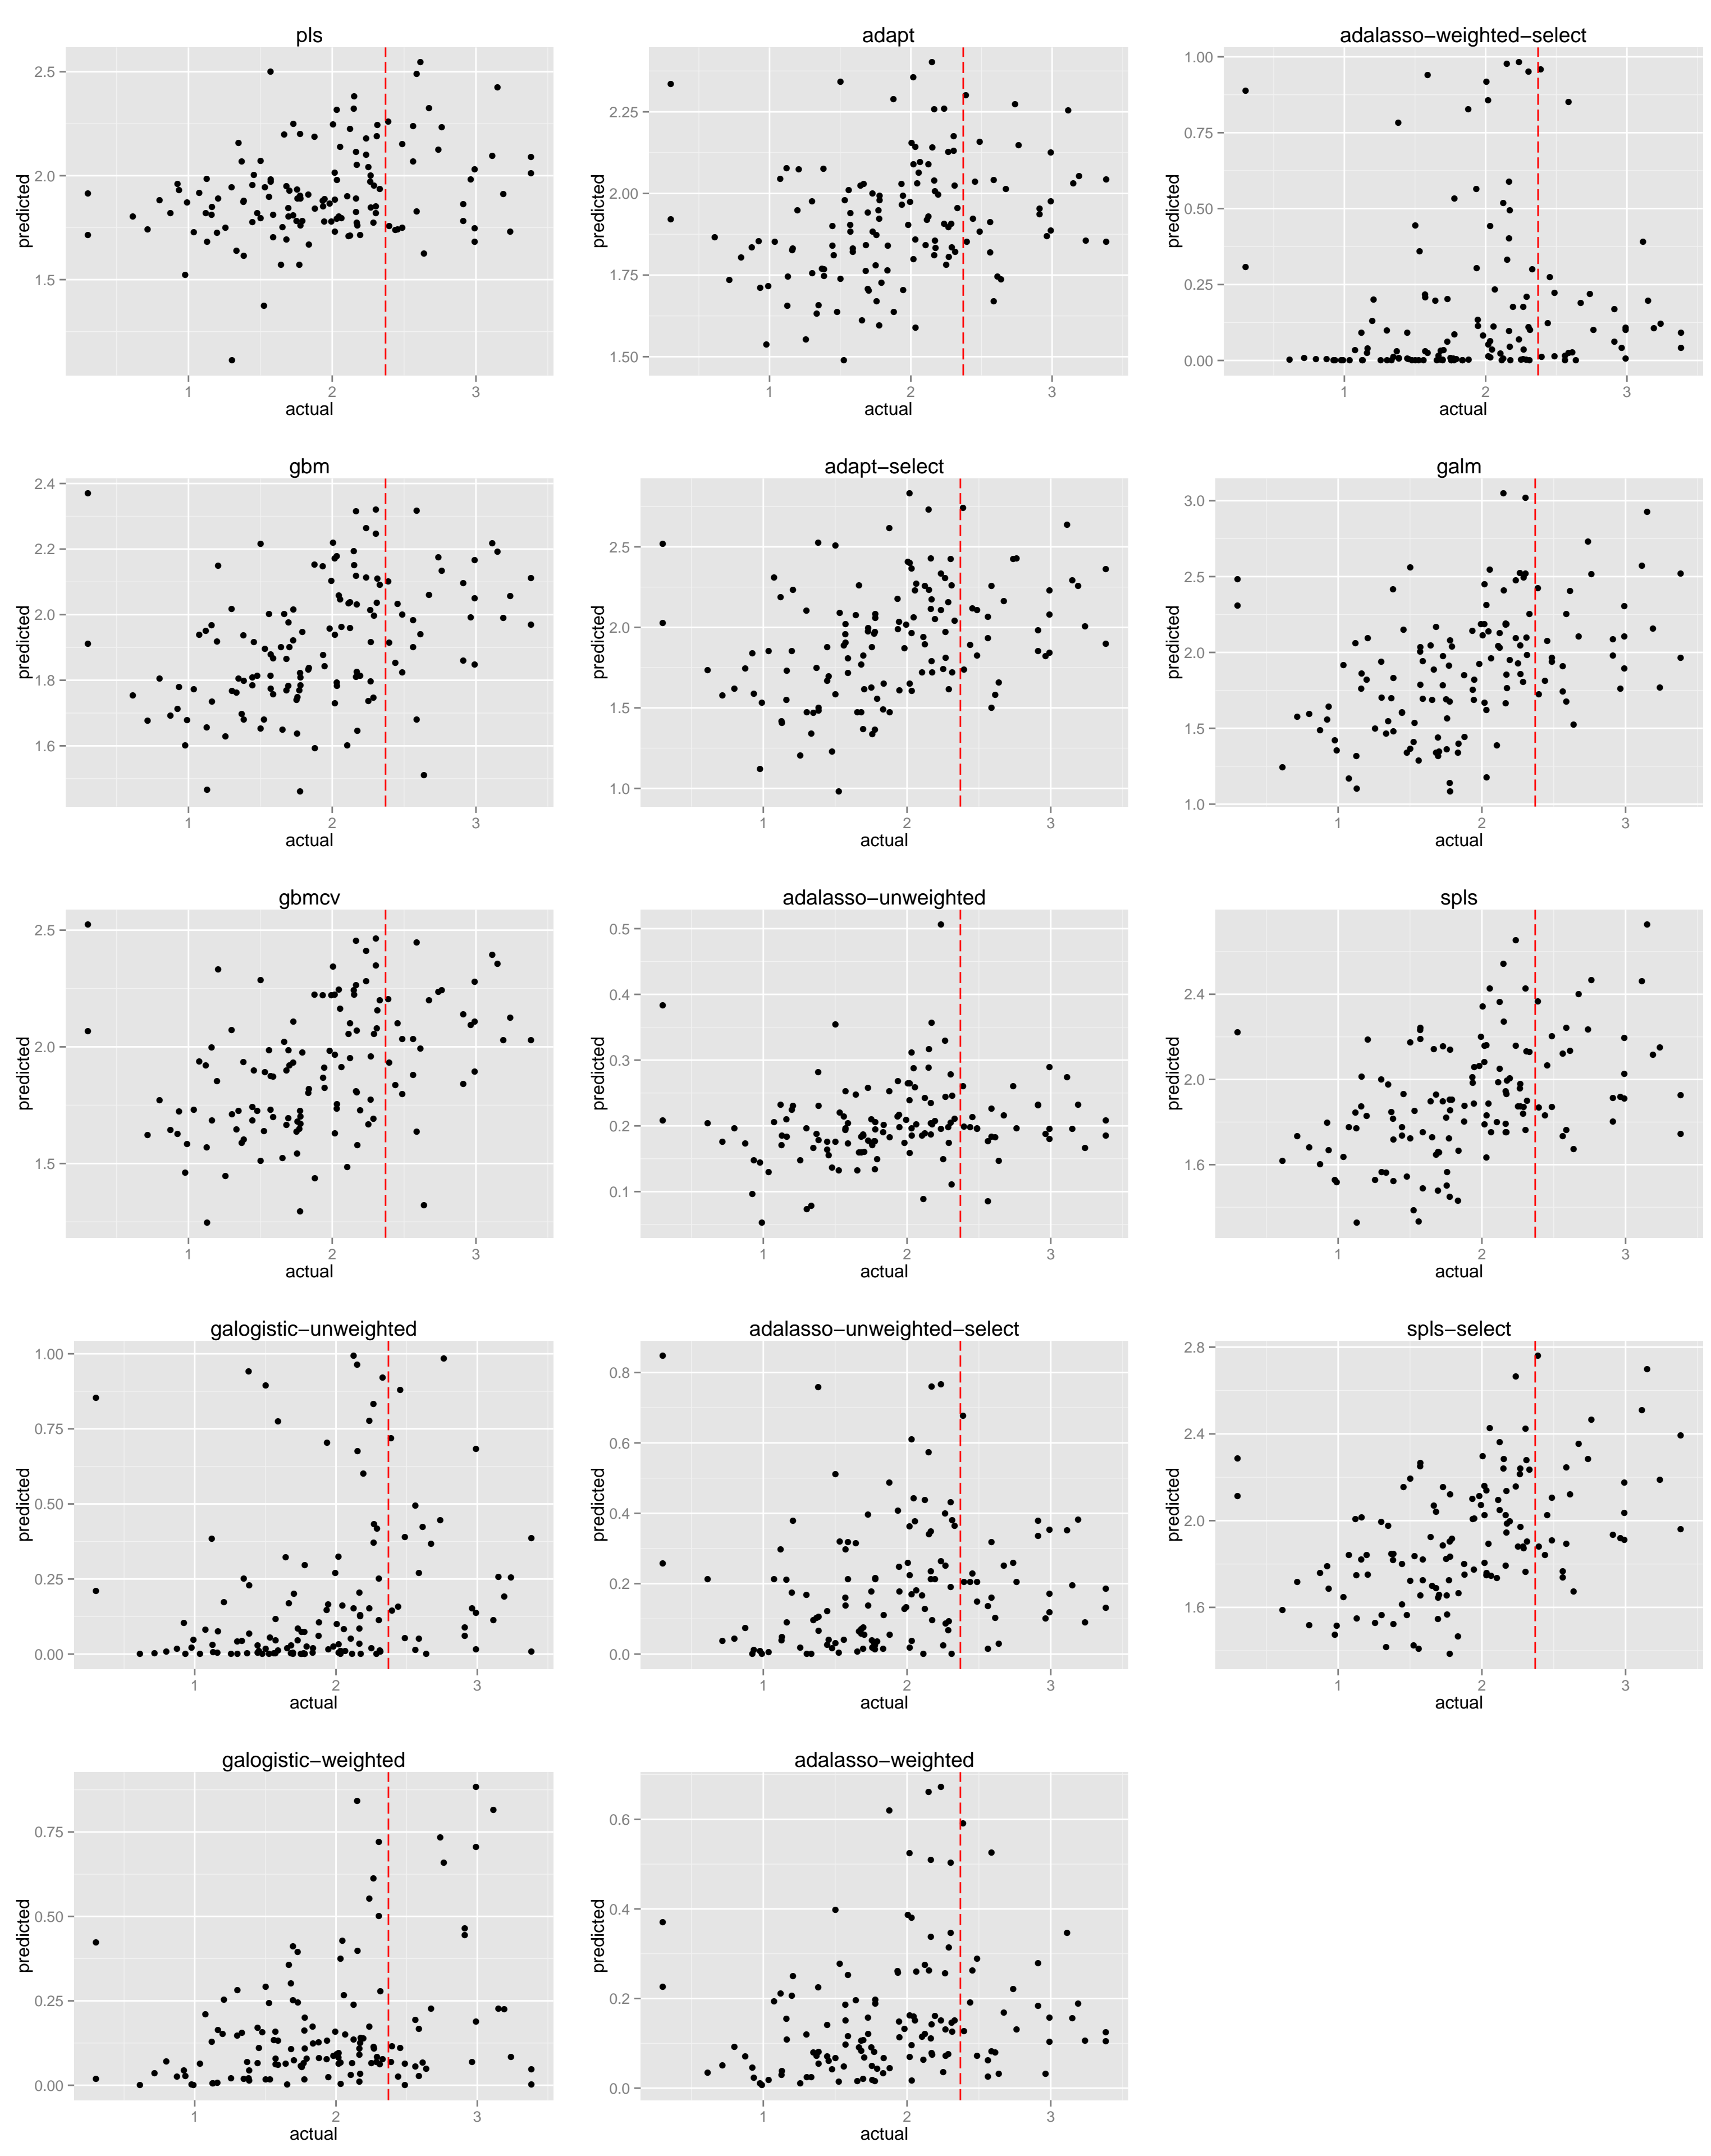 pls
adapt
adalasso−weighted−select
2.5
2.0
1.5
predicted
1 2 3
actual
2.25
2.00
1.75
1.50
predicted
1 2 3
actual
1.00
0.75
0.50
0.25
0.00
predicted
1 2 3
actual
gbm
adapt−select
galm
2.4
2.2
2.0
1.8
1.6
predicted
1 2 3
actual
2.5
2.0
1.5
1.0
predicted
1 2 3
actual
3.0
2.5
2.0
1.5
1.0
predicted
1 2 3
actual
gbmcv
adalasso−unweighted
spls
2.5
2.0
1.5
predicted
1 2 3
actual
0.5
0.4
0.3
0.2
0.1
predicted
1 2 3
actual
2.4
2.0
1.6
predicted
1 2 3
actual
galogistic−unweighted
adalasso−unweighted−select
spls−select
1.00
0.75
0.50
0.25
0.00
predicted
1 2 3
actual
0.8
0.6
0.4
0.2
0.0
predicted
1 2 3
actual
2.8
2.4
2.0
1.6
predicted
1 2 3
actual
galogistic−weighted
adalasso−weighted
0.75
0.50
0.25
0.00
predicted
1 2 3
actual
0.6
0.4
0.2
0.0
predicted
1 2 3
actual